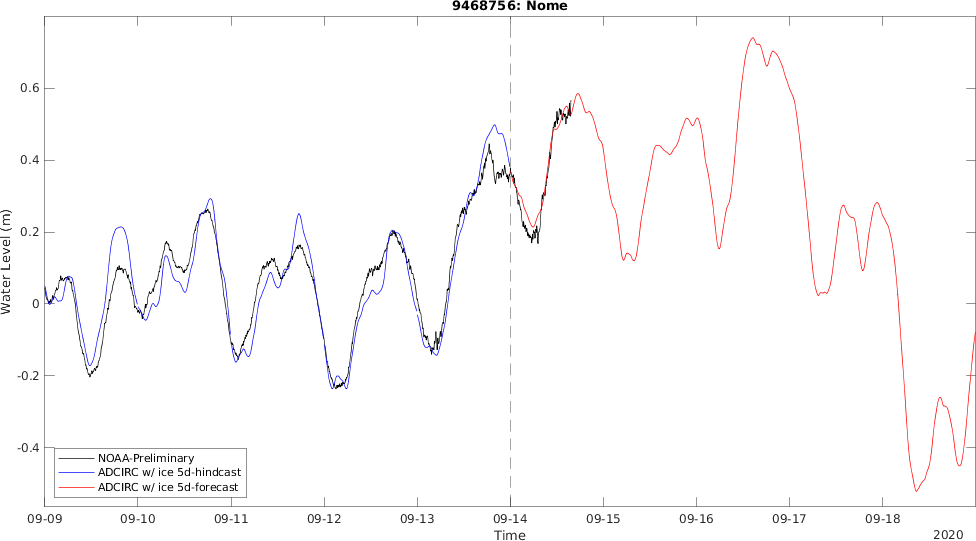 9468756: Nome
Water Level (m)
0.6
0.4
0.2
0
-0.2
-0.4
NOAA-Preliminary
ADCIRC w/ ice 5d-hindcast
ADCIRC w/ ice 5d-forecast
09-09 09-10 09-11 09-12 09-13 09-14 09-15 09-16 09-17 09-18
Time
2020